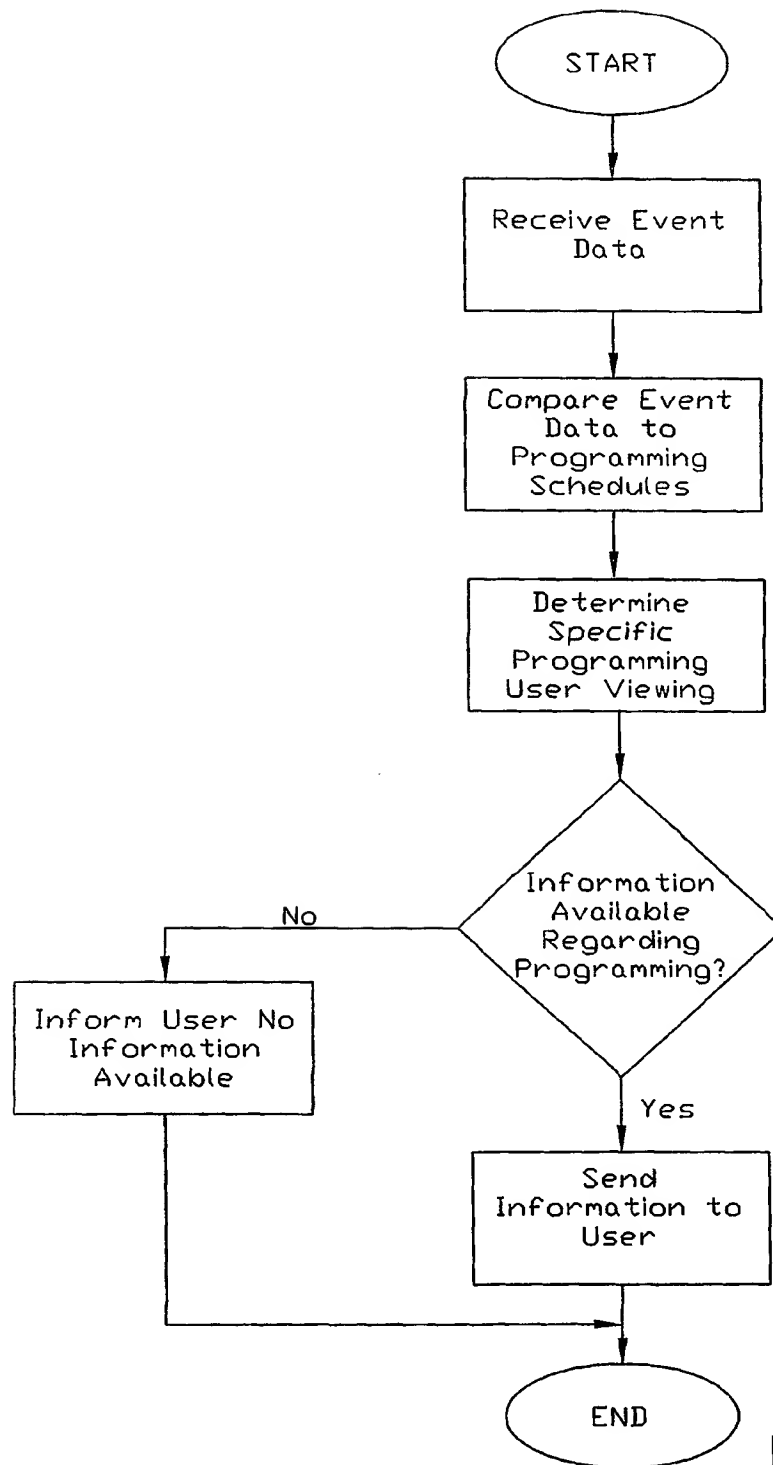 START
Receive Event
Data
Compare Event
Data to
Programming
Schedules
Determine
Specific
Programming
User Viewing
Information
Available
Regarding
Programming?
No
Inform User No
Information
Available
Yes
Send
Information to
User
END